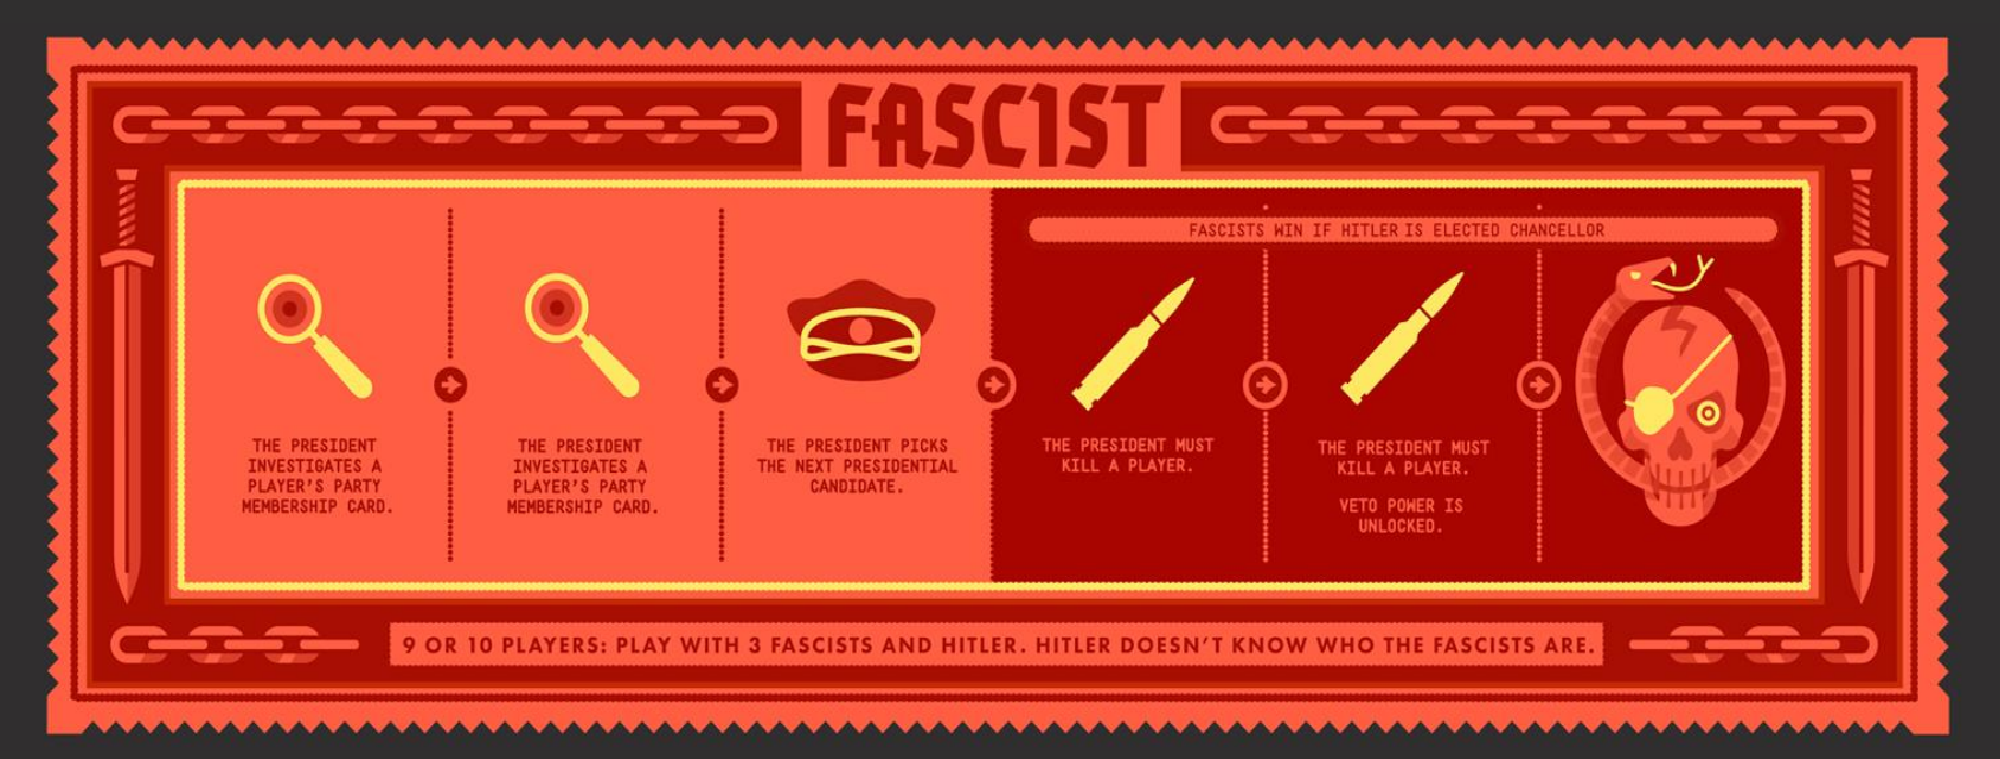 FASCIST
FASCISTS WIN IF HITLER IS ELECTED CHANCELLOR
THE PRESIDENT
INVESTIGATES A
PLAYER'S PARTY
MEMBERSHIP CARD.
THE PRESIDENT
INVESTIGATES A
PLAYER'S PARTY
MEMBERSHIP CARD.
THE PRESIDENT PICKS
THE NEXT PRESIDENTIAL
CANDIDATE.
THE PRESIDENT MUST
KILL A PLAYER.
THE PRESIDENT MUST
KILL A PLAYER.
VETO POWER IS
UNLOCKED.
9 OR 10 PLAYERS: PLAY WITH 3 FASCISTS AND HITLER. HITLER DOESN'T KNOW WHO THE FASCISTS ARE.